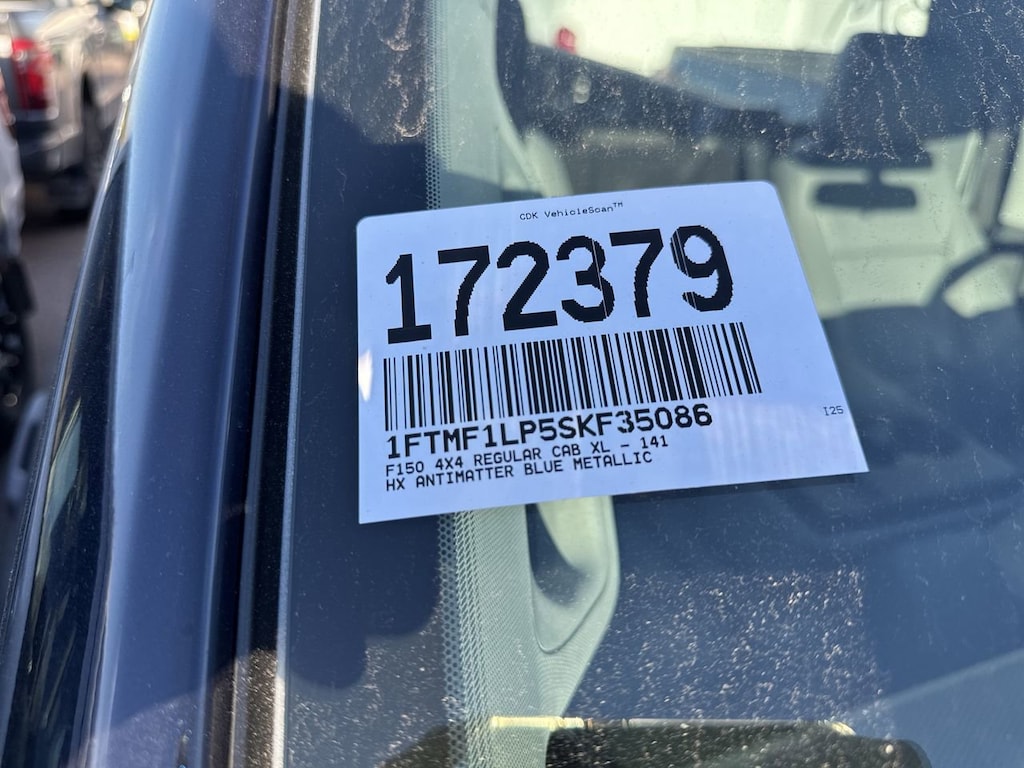 CDK VehicleScan™
172379
1FTMF1LP5SKF35086
I25
F150 4X4 REGULAR CAB XL - 141
HX ANTIMATTER BLUE METALLIC